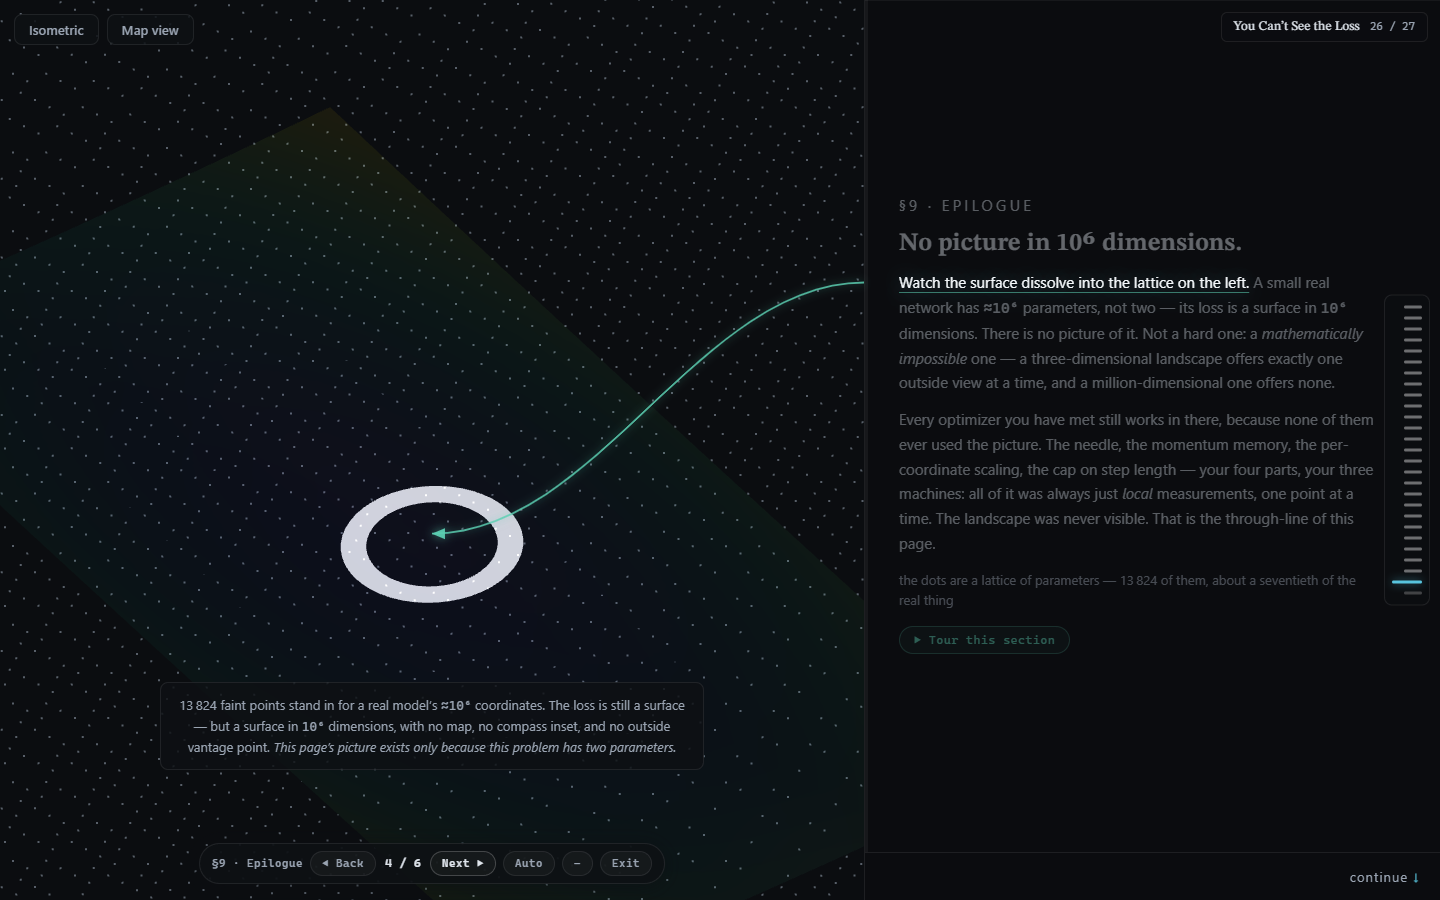 Isometric
Map view
You Can't See the Loss 26 / 27
§9 · EPILOGUE
No picture in 10⁶ dimensions.
Watch the surface dissolve into the lattice on the left. A small real
network has ≈10⁶ parameters, not two — its loss is a surface in 10⁶
dimensions. There is no picture of it. Not a hard one: a mathematically
impossible one — a three-dimensional landscape offers exactly one
outside view at a time, and a million-dimensional one offers none.
Every optimizer you have met still works in there, because none of them
ever used the picture. The needle, the momentum memory, the per-
coordinate scaling, the cap on step length — your four parts, your three
machines: all of it was always just local measurements, one point at a
time. The landscape was never visible. That is the through-line of this
page.
the dots are a lattice of parameters — 13 824 of them, about a seventieth of the
real thing
▶ Tour this section
13 824 faint points stand in for a real model's ≈10⁶ coordinates. The loss is still a surface
— but a surface in 10⁶ dimensions, with no map, no compass inset, and no outside
vantage point. This page's picture exists only because this problem has two parameters.
§9 · Epilogue ◀ Back 4 / 6 Next ▶ Auto – Exit
continue ↓